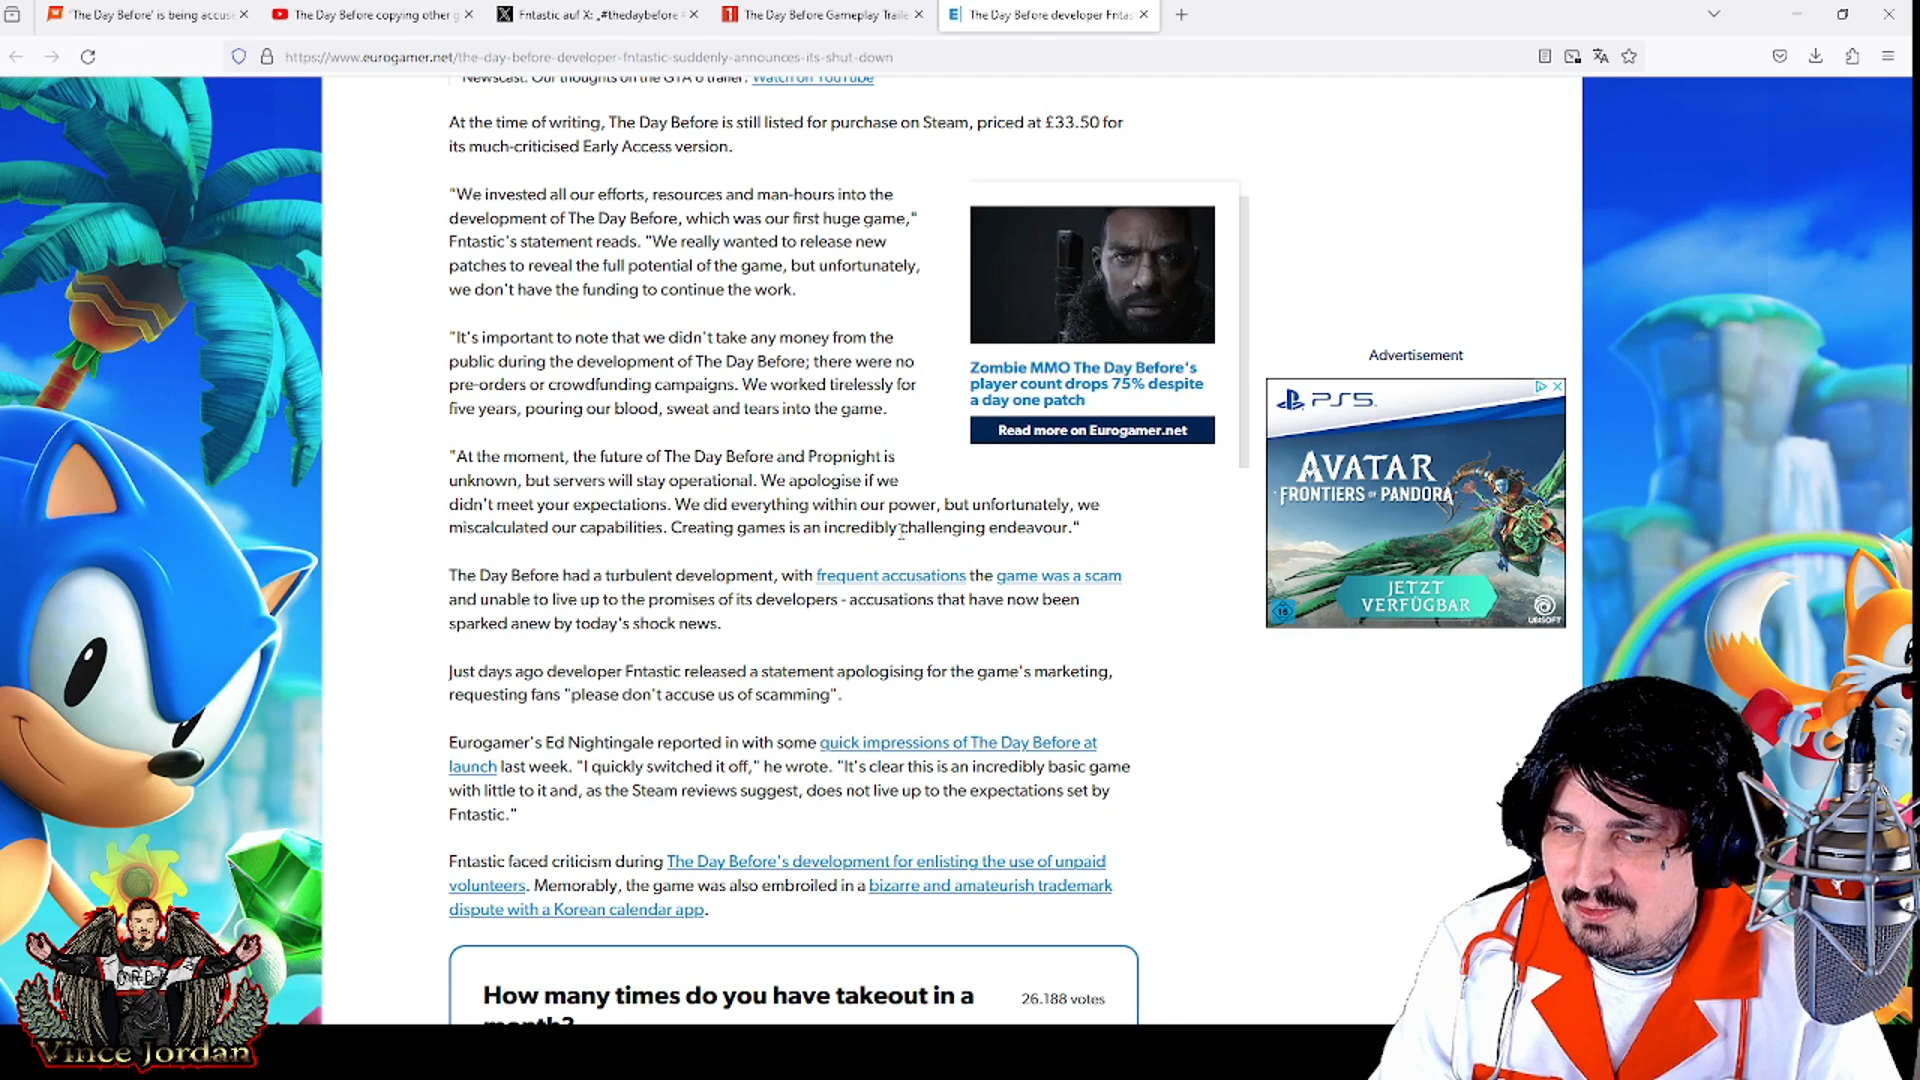 'The Day Before' is being accus
The Day Before copying other g
Fntastic auf X: „#thedaybefore #
The Day Before Gameplay Traile
The Day Before developer Fntas
https://www.eurogamer.net/the-day-before-developer-fntastic-suddenly-announces-its-shut-down
Newscast: Our thoughts on the GTA 6 trailer. Watch on YouTube
At the time of writing, The Day Before is still listed for purchase on Steam, priced at £33.50 for
its much-criticised Early Access version.
"We invested all our efforts, resources and man-hours into the
development of The Day Before, which was our first huge game,"
Fntastic's statement reads. "We really wanted to release new
patches to reveal the full potential of the game, but unfortunately,
we don't have the funding to continue the work.
"It's important to note that we didn't take any money from the
public during the development of The Day Before; there were no
pre-orders or crowdfunding campaigns. We worked tirelessly for
five years, pouring our blood, sweat and tears into the game.
"At the moment, the future of The Day Before and Propnight is
unknown, but servers will stay operational. We apologise if we
didn't meet your expectations. We did everything within our power, but unfortunately, we
miscalculated our capabilities. Creating games is an incredibly challenging endeavour."
The Day Before had a turbulent development, with frequent accusations the game was a scam
and unable to live up to the promises of its developers - accusations that have now been
sparked anew by today's shock news.
Just days ago developer Fntastic released a statement apologising for the game's marketing,
requesting fans "please don't accuse us of scamming".
Eurogamer's Ed Nightingale reported in with some quick impressions of The Day Before at
launch last week. "I quickly switched it off," he wrote. "It's clear this is an incredibly basic game
with little to it and, as the Steam reviews suggest, does not live up to the expectations set by
Fntastic."
Fntastic faced criticism during The Day Before's development for enlisting the use of unpaid
volunteers. Memorably, the game was also embroiled in a bizarre and amateurish trademark
dispute with a Korean calendar app.
How many times do you have takeout in a
month?
26.188 votes
Zombie MMO The Day Before's
player count drops 75% despite
a day one patch
Read more on Eurogamer.net
Advertisement
PS5
AVATAR
FRONTIERS OF PANDORA
JETZT
VERFÜGBAR
16
UBISOFT
Vince Jordan